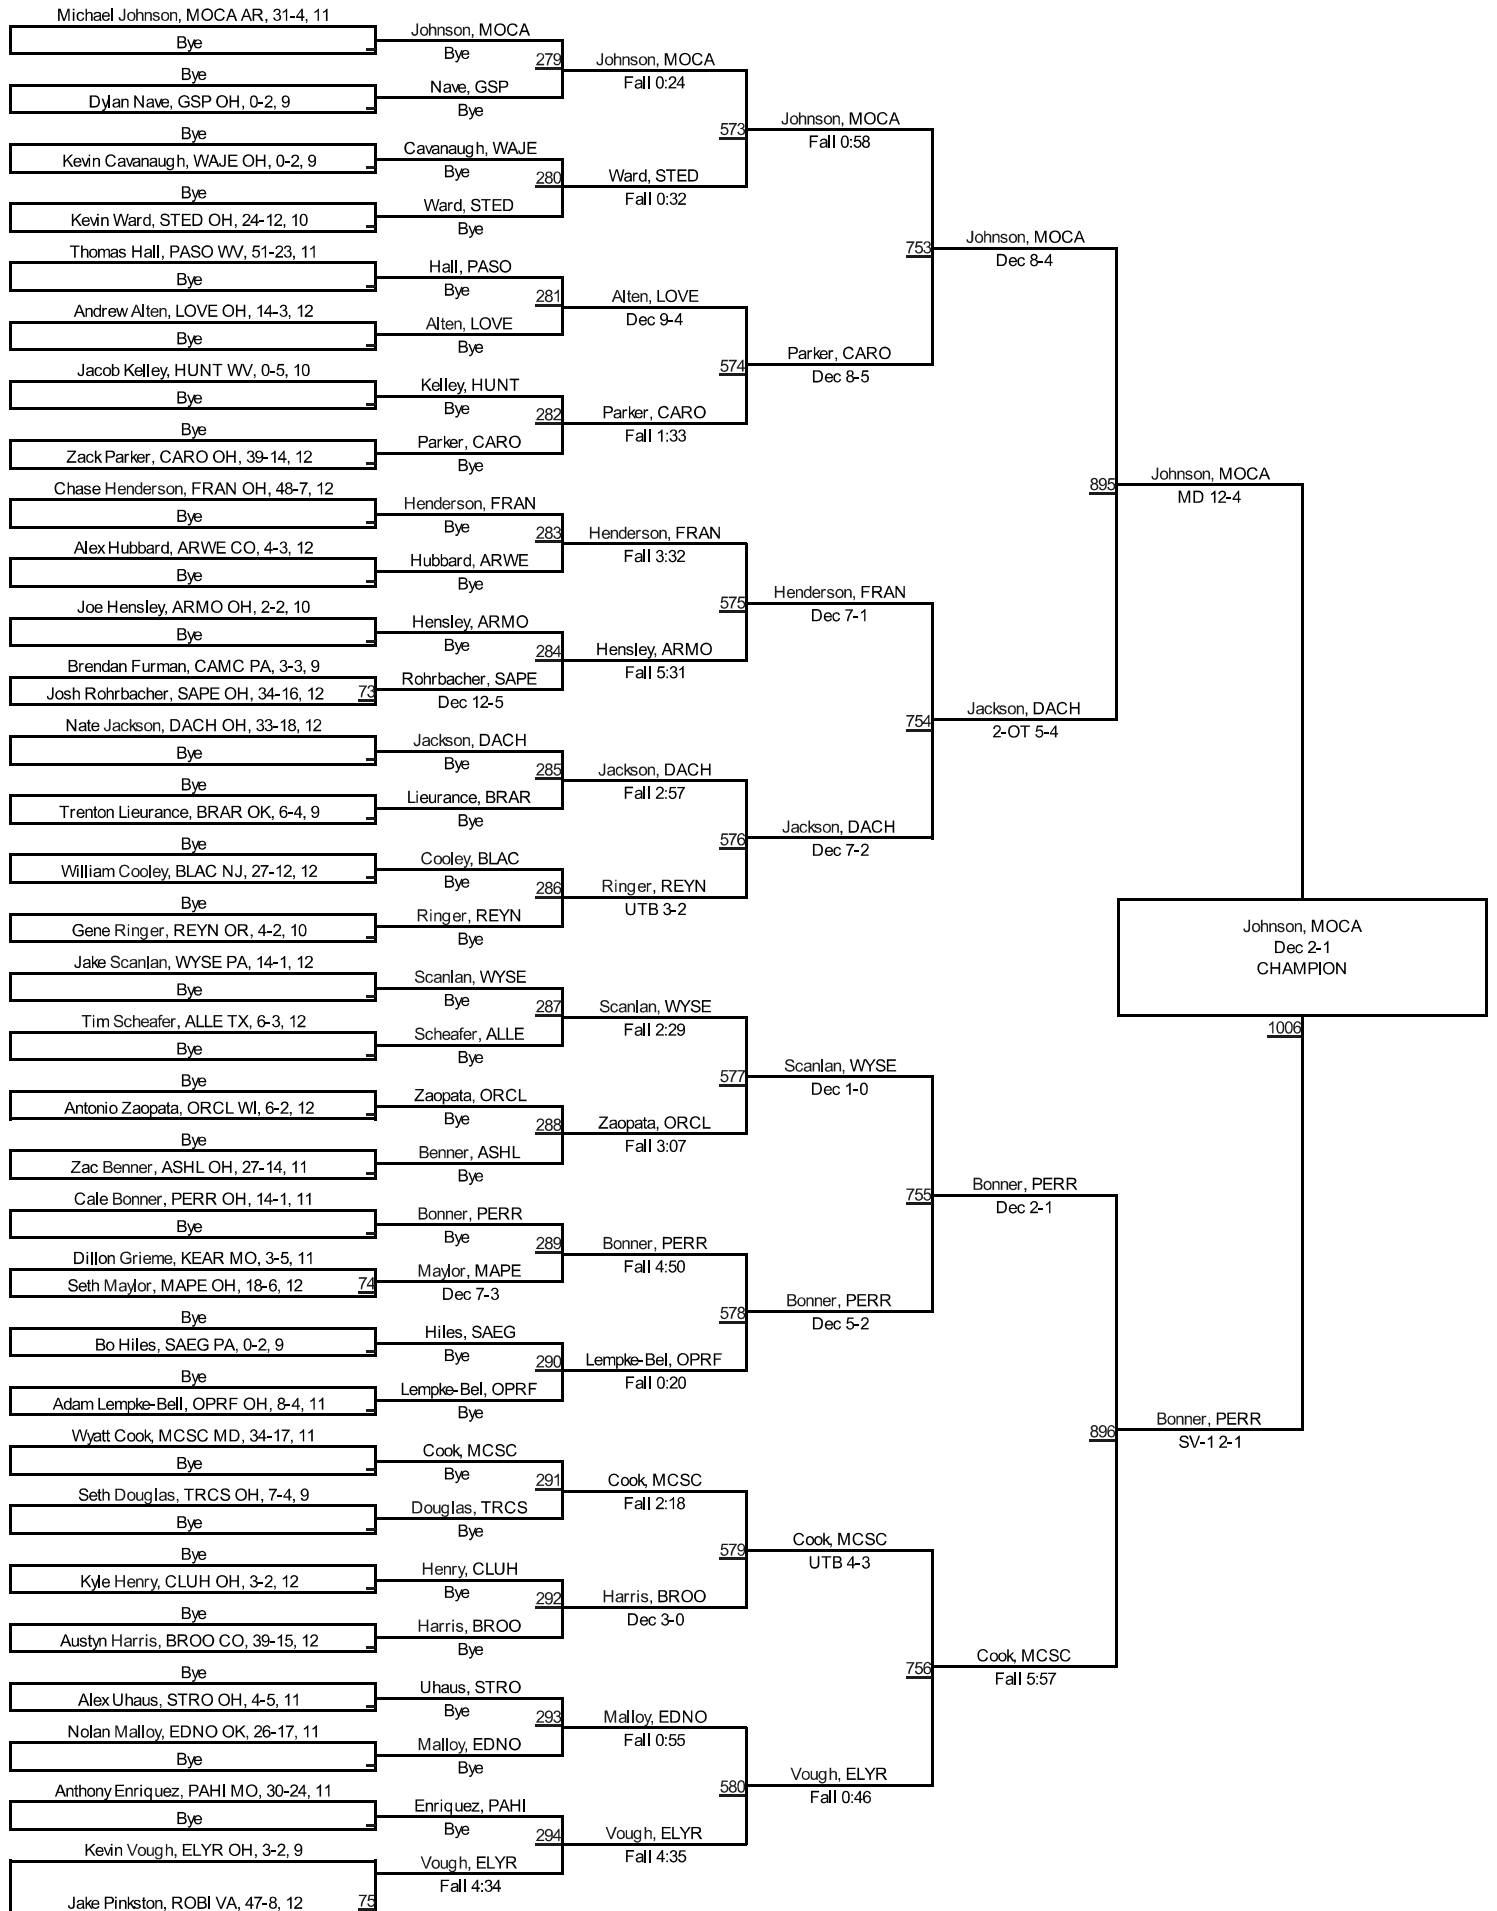 Michael Johnson, MOCA AR, 31-4, 11
Bye
Bye
Dylan Nave, GSP OH, 0-2, 9
Bye
Kevin Cavanaugh, WAJE OH, 0-2, 9
Bye
Kevin Ward, STED OH, 24-12, 10
Thomas Hall, PASO WV, 51-23, 11
Bye
Andrew Alten, LOVE OH, 14-3, 12
Bye
Jacob Kelley, HUNT WV, 0-5, 10
Bye
Bye
Zack Parker, CARO OH, 39-14, 12
Chase Henderson, FRAN OH, 48-7, 12
Bye
Alex Hubbard, ARWE CO, 4-3, 12
Bye
Joe Hensley, ARMO OH, 2-2, 10
Bye
Brendan Furman, CAMC PA, 3-3, 9
Josh Rohrbacher, SAPE OH, 34-16, 12 73
Nate Jackson, DACH OH, 33-18, 12
Bye
Bye
Trenton Lieurance, BRAR OK, 6-4, 9
Bye
William Cooley, BLAC NJ, 27-12, 12
Bye
Gene Ringer, REYN OR, 4-2, 10
Jake Scanlan, WYSE PA, 14-1, 12
Bye
Tim Scheafer, ALLE TX, 6-3, 12
Bye
Bye
Antonio Zaopata, ORCL WI, 6-2, 12
Bye
Zac Benner, ASHL OH, 27-14, 11
Cale Bonner, PERR OH, 14-1, 11
Bye
Dillon Grieme, KEAR MO, 3-5, 11
Seth Maylor, MAPE OH, 18-6, 12 74
Bye
Bo Hiles, SAEG PA, 0-2, 9
Bye
Adam Lempke-Bell, OPRF OH, 8-4, 11
Wyatt Cook, MCSC MD, 34-17, 11
Bye
Seth Douglas, TRCS OH, 7-4, 9
Bye
Bye
Kyle Henry, CLUH OH, 3-2, 12
Bye
Austyn Harris, BROO CO, 39-15, 12
Bye
Alex Uhaus, STRO OH, 4-5, 11
Nolan Malloy, EDNO OK, 26-17, 11
Bye
Anthony Enriquez, PAHI MO, 30-24, 11
Bye
Kevin Vough, ELYR OH, 3-2, 9
Jake Pinkston, ROBI VA, 47-8, 12 75
Johnson, MOCA
Bye
279
Nave, GSP
Bye
Cavanaugh, WAJE
Bye
280
Ward, STED
Bye
Hall, PASO
Bye
281
Alten, LOVE
Bye
Kelley, HUNT
Bye
282
Parker, CARO
Bye
Henderson, FRAN
Bye
283
Hubbard, ARWE
Bye
Hensley, ARMO
Bye
284
Rohrbacher, SAPE
Dec 12-5
Jackson, DACH
Bye
285
Lieurance, BRAR
Bye
Cooley, BLAC
Bye
286
Ringer, REYN
Bye
Scanlan, WYSE
Bye
287
Scheafer, ALLE
Bye
Zaopata, ORCL
Bye
288
Benner, ASHL
Bye
Bonner, PERR
Bye
289
Maylor, MAPE
Dec 7-3
Hiles, SAEG
Bye
290
Lempke-Bel, OPRF
Bye
Cook, MCSC
Bye
291
Douglas, TRCS
Bye
Henry, CLUH
Bye
292
Harris, BROO
Bye
Uhaus, STRO
Bye
293
Malloy, EDNO
Bye
Enriquez, PAHI
Bye
294
Vough, ELYR
Fall 4:34
Johnson, MOCA
Fall 0:24
573
Ward, STED
Fall 0:32
Alten, LOVE
Dec 9-4
574
Parker, CARO
Fall 1:33
Henderson, FRAN
Fall 3:32
575
Hensley, ARMO
Fall 5:31
Jackson, DACH
Fall 2:57
576
Ringer, REYN
UTB 3-2
Scanlan, WYSE
Fall 2:29
577
Zaopata, ORCL
Fall 3:07
Bonner, PERR
Fall 4:50
578
Lempke-Bel, OPRF
Fall 0:20
Cook, MCSC
Fall 2:18
579
Harris, BROO
Dec 3-0
Malloy, EDNO
Fall 0:55
580
Vough, ELYR
Fall 4:35
Johnson, MOCA
Fall 0:58
753
Parker, CARO
Dec 8-5
Henderson, FRAN
Dec 7-1
754
Jackson, DACH
Dec 7-2
Scanlan, WYSE
Dec 1-0
755
Bonner, PERR
Dec 5-2
Cook, MCSC
UTB 4-3
756
Vough, ELYR
Fall 0:46
Johnson, MOCA
Dec 8-4
895
Jackson, DACH
2-OT 5-4
Bonner, PERR
Dec 2-1
896
Cook, MCSC
Fall 5:57
Johnson, MOCA
MD 12-4
Johnson, MOCA
Dec 2-1
CHAMPION
1006
Bonner, PERR
SV-1 2-1